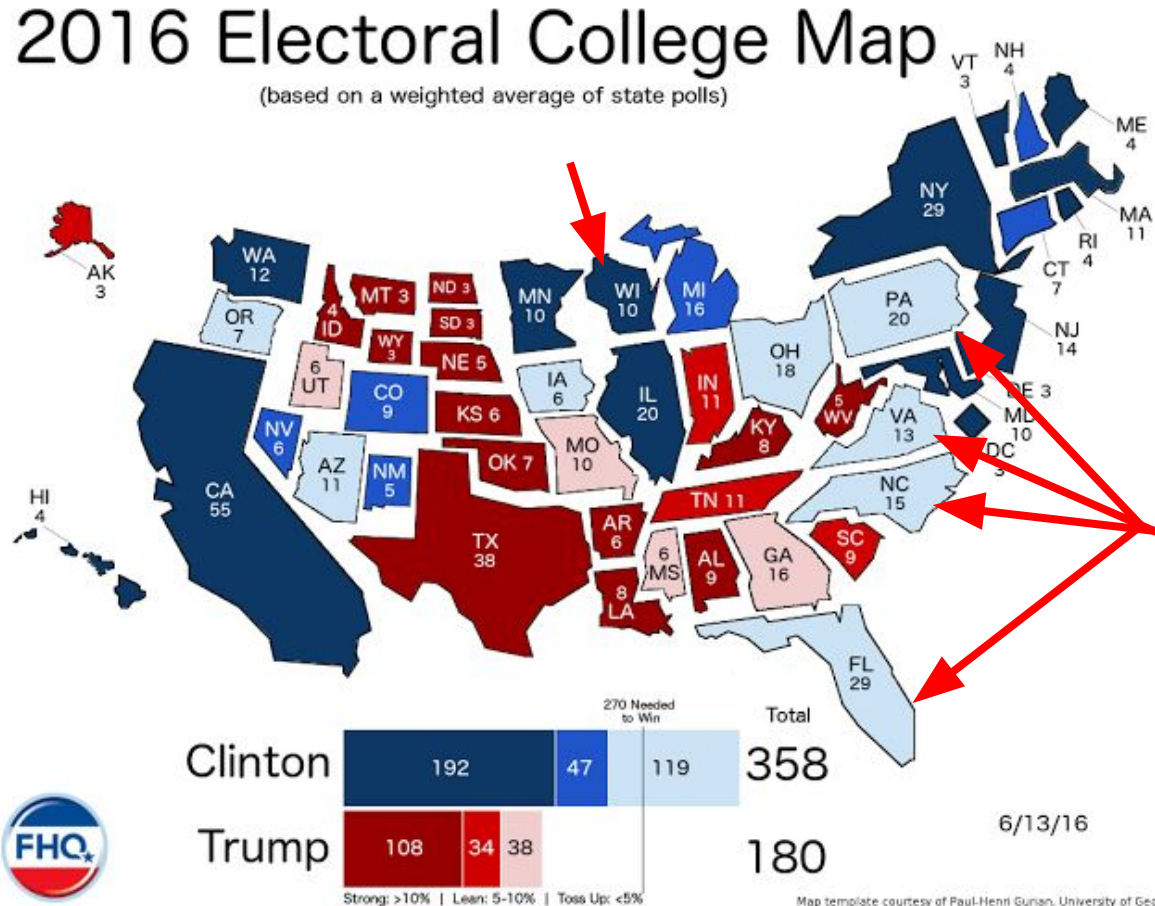 2016 Electoral College Map
(based on a weighted average of state polls)
VT
3
NH
4
ME
4
NY
29
MA
11
RI
4
CT
7
AK
3
WA
12
OR
7
4
ID
MT 3
ND 3
SD 3
WY
3
NE 5
MN
10
WI
10
MI
16
PA
20
NJ
14
6
UT
CO
9
KS 6
IA
6
IL
20
IN
11
OH
18
5
WV
DE 3
MD
10
VA
13
DC
3
NV
6
CA
55
AZ
11
NM
5
OK 7
MO
10
KY
8
TN 11
NC
15
HI
4
TX
38
AR
6
8
LA
6
MS
AL
9
GA
16
SC
9
FL
29
270 Needed
to Win
Total
Clinton 192 47 119 358
Trump 108 34 38 180
6/13/16
FHQ
Strong: >10% | Lean: 5-10% | Toss Up: <5%
Map template courtesy of Paul-Henri Gurian, University of Geo